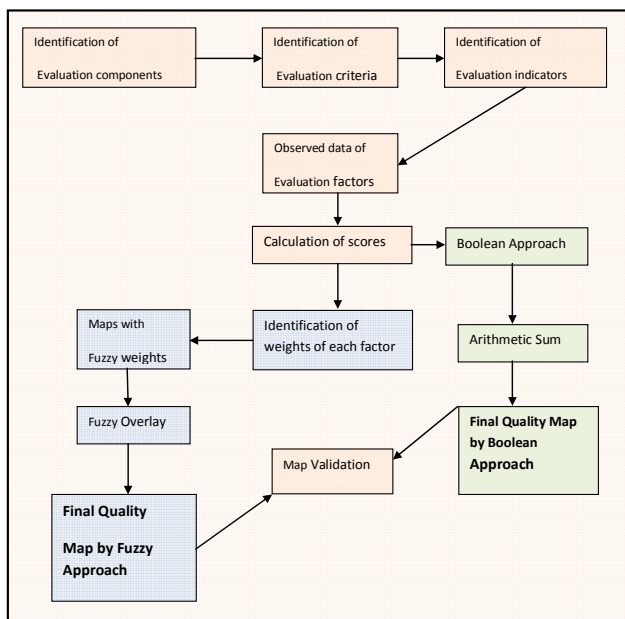 Identification of
Evaluation components
Identification of
Evaluation criteria
Identification of
Evaluation indicators
Observed data of
Evaluation factors
Calculation of scores
Boolean Approach
Identification of
weights of each factor
Maps with
Fuzzy weights
Arithmetic Sum
Fuzzy Overlay
Final Quality Map
by Boolean
Approach
Map Validation
Final Quality
Map by Fuzzy
Approach